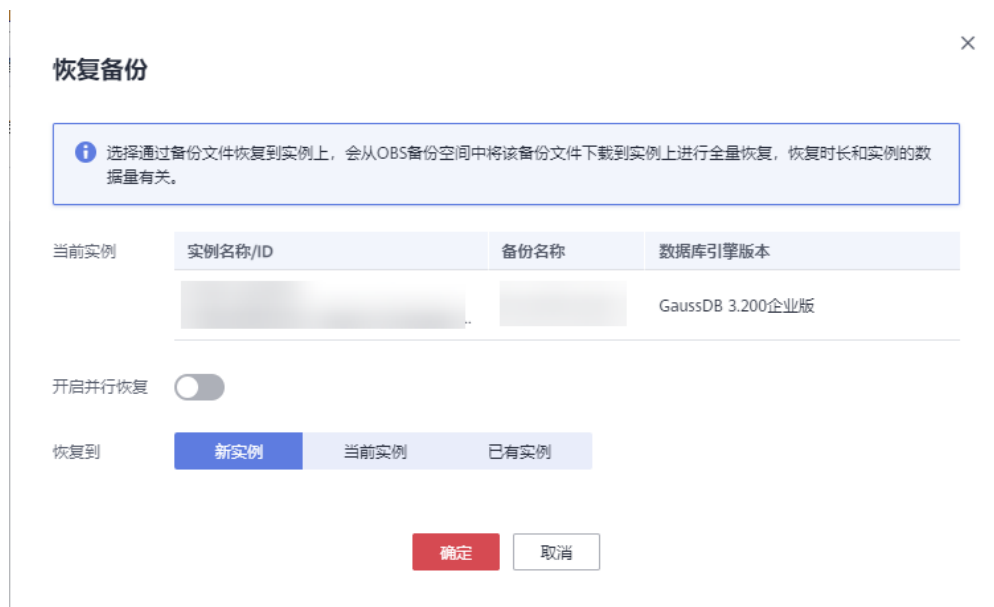 恢复备份
选择通过备份文件恢复到实例上，会从OBS备份空间中将该备份文件下载到实例上进行全量恢复，恢复时长和实例的数
据量有关。
当前实例 实例名称/ID 备份名称 数据库引擎版本
.. GaussDB 3.200企业版
开启并行恢复
恢复到 新实例 当前实例 已有实例
确定 取消